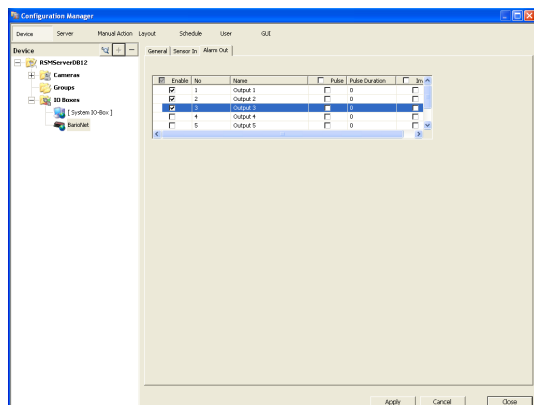 Configuration Manager
Device Server Manual Action Layout Schedule User GUI
Device
General Sensor In Alarm Out
RSMServerDB12
Cameras
Groups
IO Boxes
[ System IO-Box ]
BarioNet
Enable No Name Pulse Pulse Duration
1 Output 1 0
2 Output 2 0
3 Output 3 0
4 Output 4 0
5 Output 5 0
Apply Cancel Close